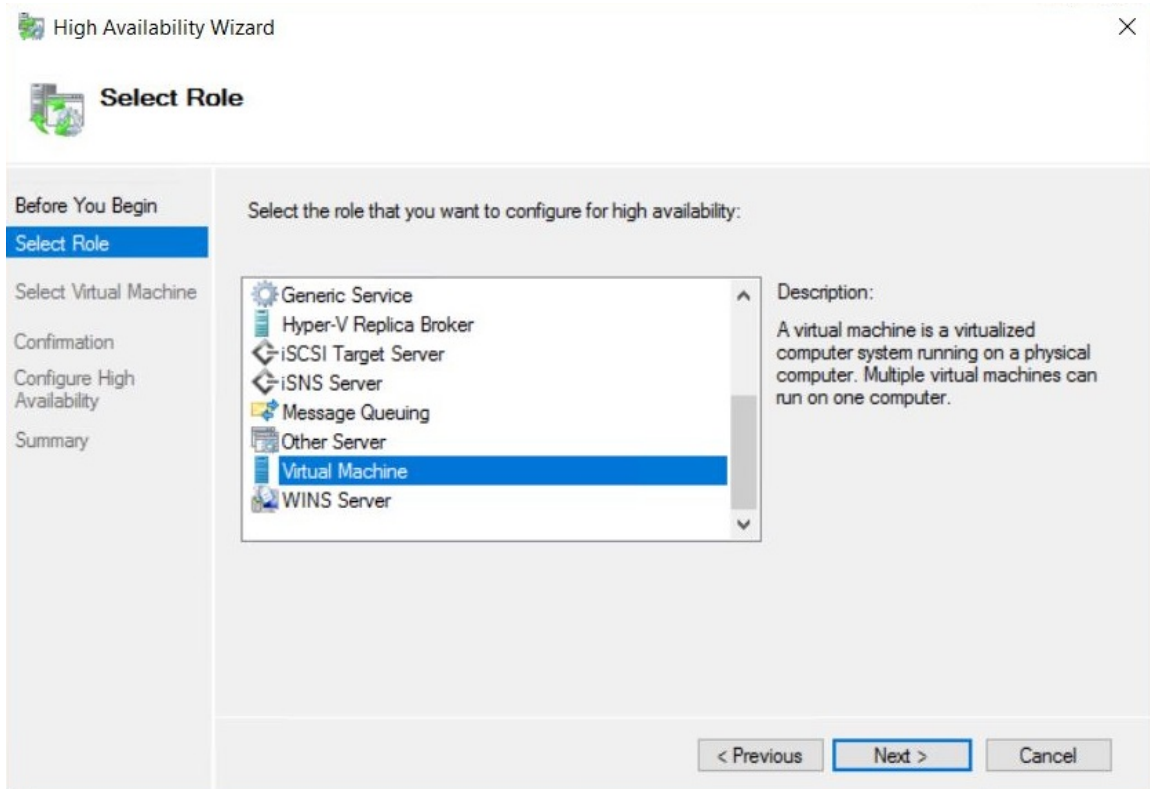 High Availability Wizard
Select Role
Before You Begin
Select Role
Select Virtual Machine
Confirmation
Configure High
Availability
Summary
Select the role that you want to configure for high availability:
Generic Service
Hyper-V Replica Broker
iSCSI Target Server
iSNS Server
Message Queuing
Other Server
Virtual Machine
WINS Server
Description:
A virtual machine is a virtualized
computer system running on a physical
computer. Multiple virtual machines can
run on one computer.
< Previous
Next >
Cancel